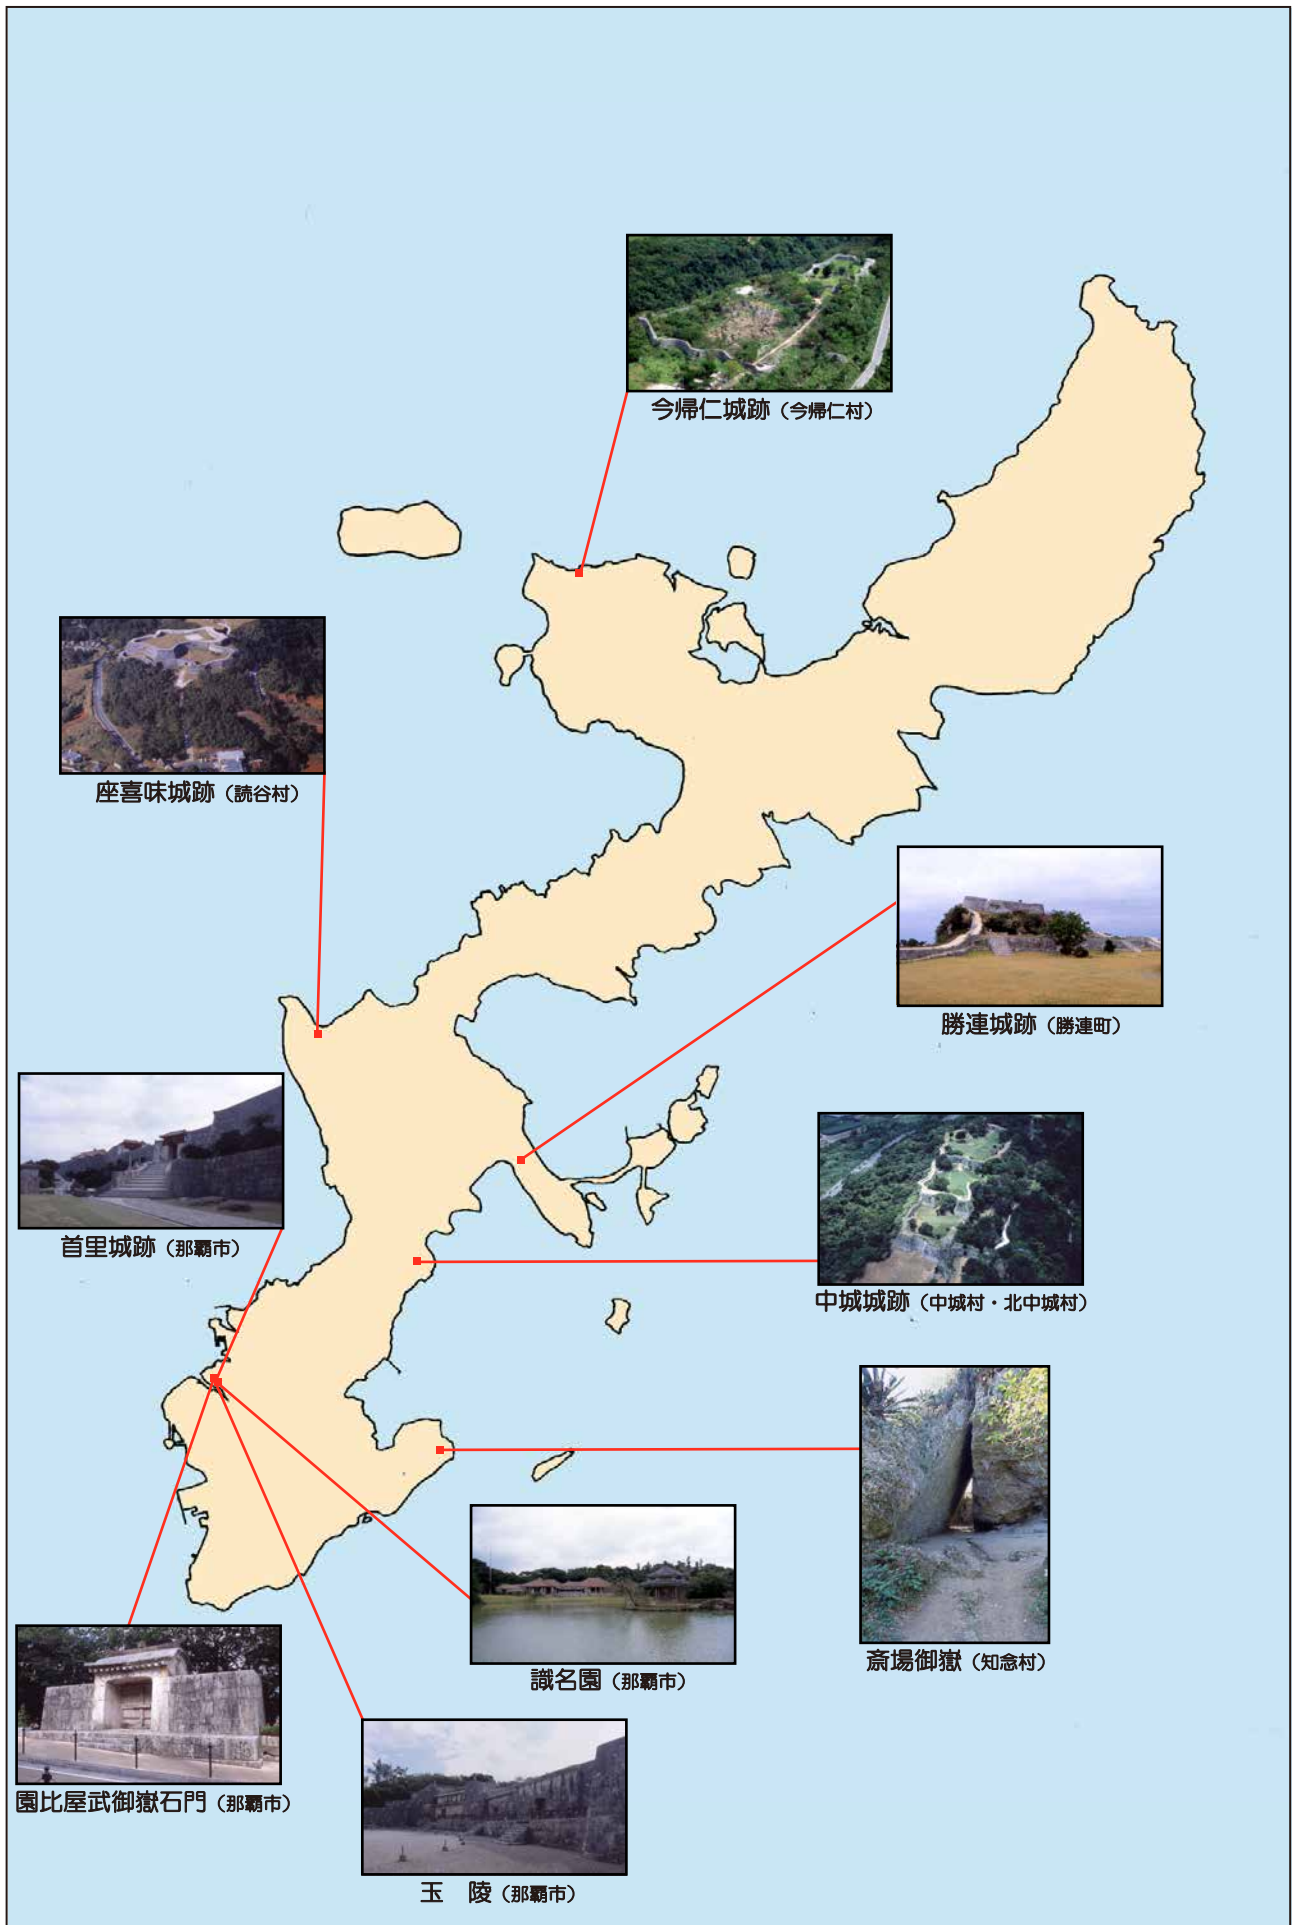 今帰仁城跡（今帰仁村）
座喜味城跡（読谷村）
勝連城跡（勝連町）
首里城跡（那覇市）
中城城跡（中城村・北中城村）
斎場御嶽（知念村）
識名園（那覇市）
園比屋武御嶽石門（那覇市）
玉　陵（那覇市）